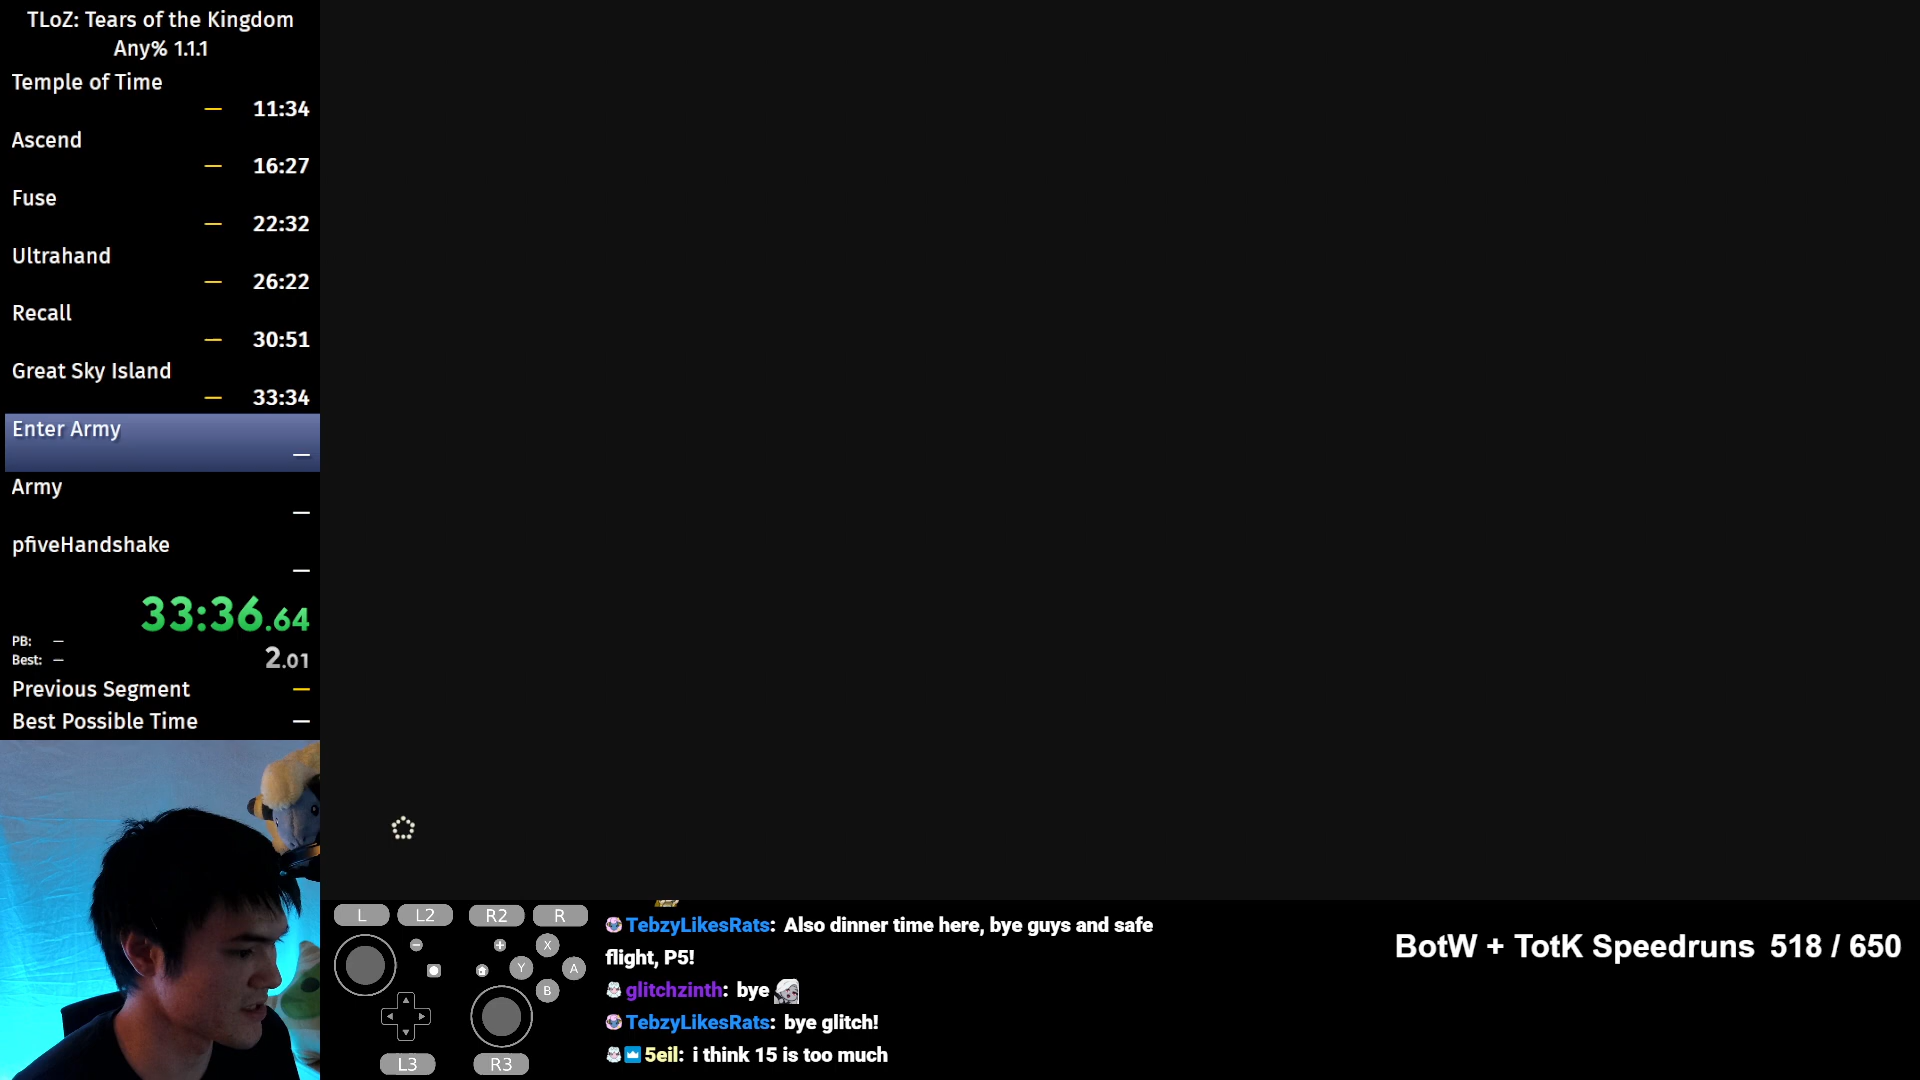 TLoZ: Tears of the Kingdom
Any% 1.1.1
Temple of Time
— 11:34
Ascend
— 16:27
Fuse
— 22:32
Ultrahand
— 26:22
Recall
— 30:51
Great Sky Island
— 33:34
Enter Army
—
Army
—
pfiveHandshake
—
33:36.64
PB: —
Best: — 2.01
Previous Segment —
Best Possible Time —
L L2 R2 R
X
Y A
B
L3 R3
TebzyLikesRats: Also dinner time here, bye guys and safe
flight, P5!
glitchzinth: bye
TebzyLikesRats: bye glitch!
5eil: i think 15 is too much
BotW + TotK Speedruns 518 / 650